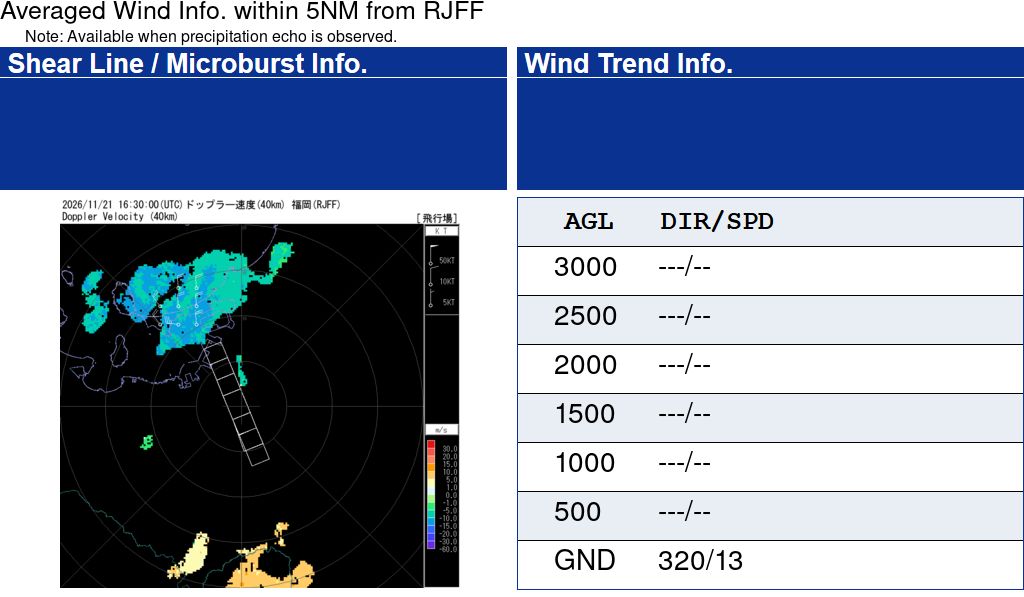 Averaged Wind Info. within 5NM from RJFF
Note: Available when precipitation echo is observed.
Shear Line / Microburst Info.
Wind Trend Info.
2026/11/21 16:30:00(UTC) ドップラー速度(40km) 福岡(RJFF)
Doppler Velocity (40km)
[飛行場]
KT
50KT
10KT
5KT
m/s
30.0
20.0
15.0
10.0
5.0
1.0
0.0
-1.0
-5.0
-10.0
-15.0
-20.0
-30.0
-60.0
AGL DIR/SPD
3000 ---/--
2500 ---/--
2000 ---/--
1500 ---/--
1000 ---/--
500 ---/--
GND 320/13